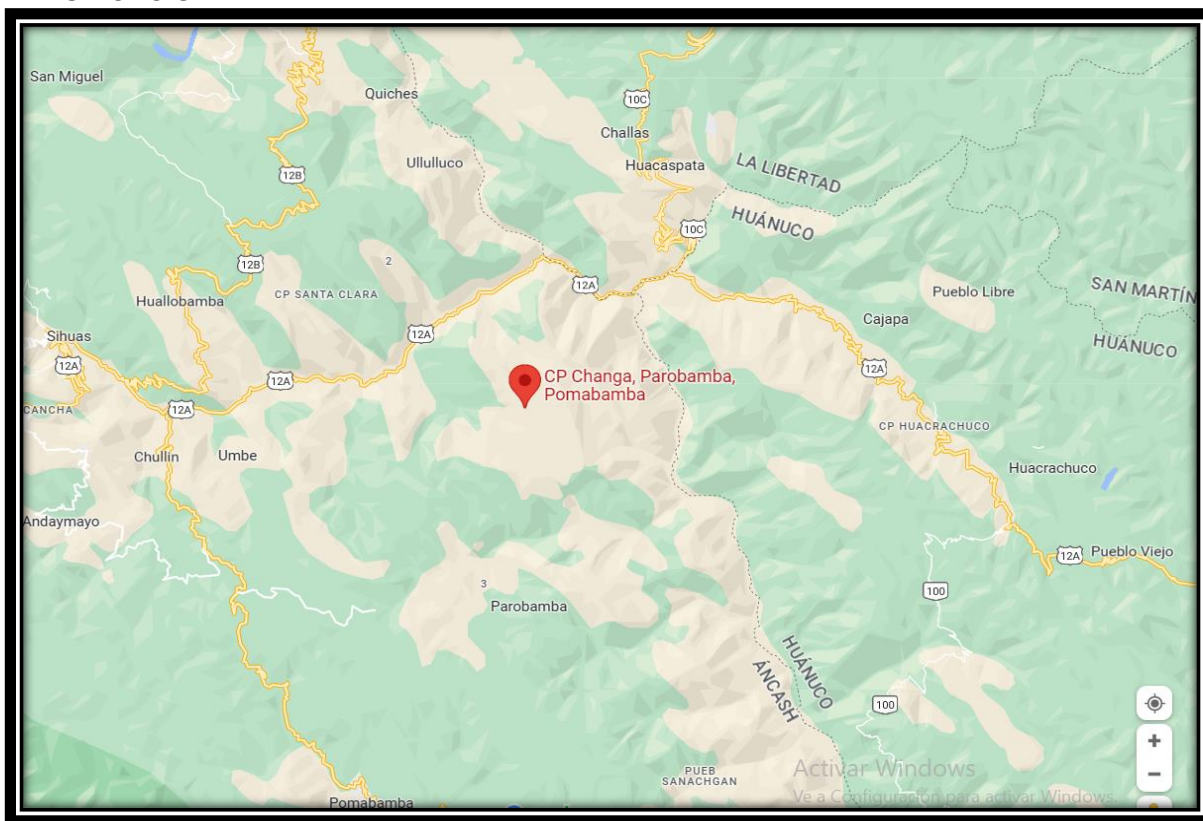 San Miguel
Quiches
10C
Challas
Ullulluco
Huacaspata
LA LIBERTAD
12B
HUÁNUCO
10C
12B
2
12A
CP SANTA CLARA
Huallobamba
Pueblo Libre
SAN MARTÍN
Cajapa
Sihuas
12A
HUÁNUCO
12A
12A
12A
CP Changa, Parobamba,
Pomabamba
CANCHA
12A
CP HUACRACHUCO
Chullin
Umbe
Huacrachuco
Andaymayo
12A
Pueblo Viejo
3
100
Parobamba
HUÁNUCO
ÁNCASH
100
PUEB
SANACHGAN
Activar Windows
Ve a Configuración para activar Windows.
Pomabamba